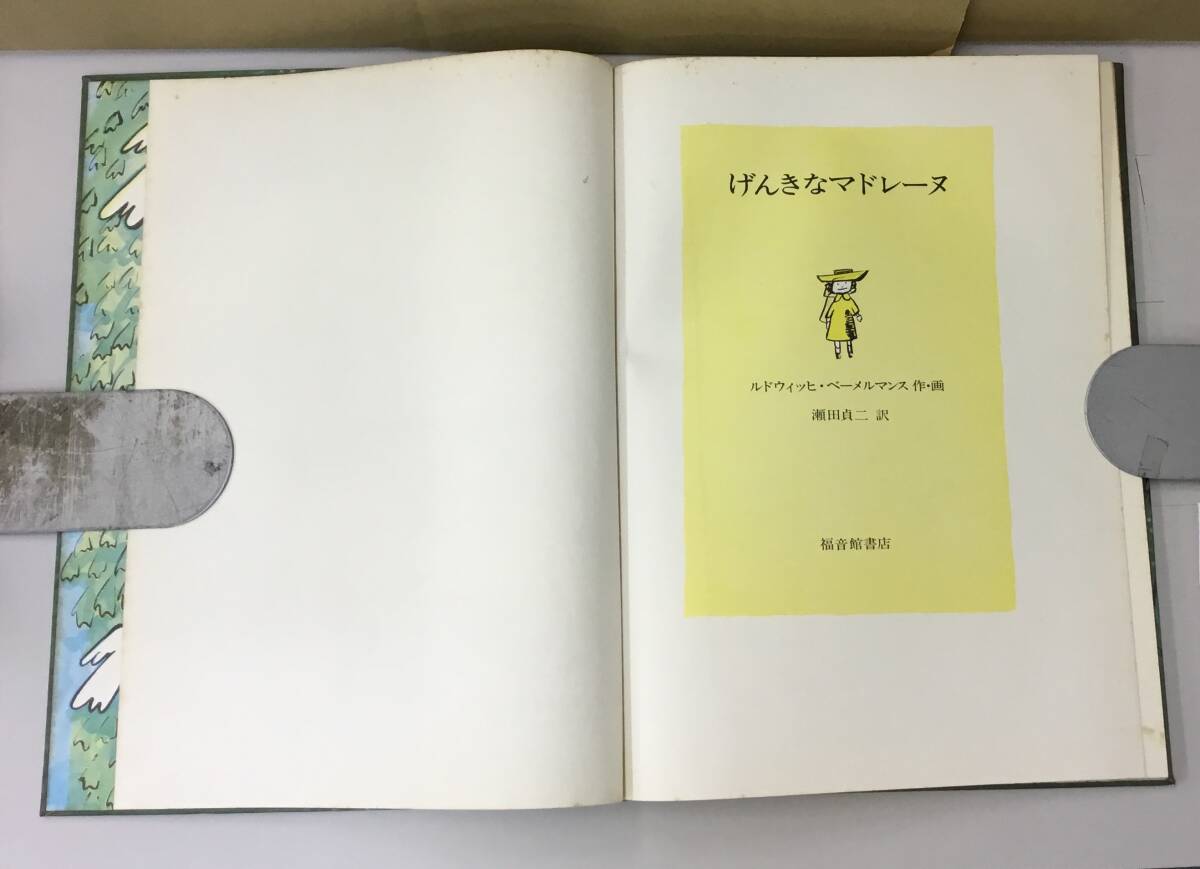 げんきなマドレーヌ
ルドウィッヒ・ベーメルマンス 作・画
瀬田貞二 訳
福音館書店